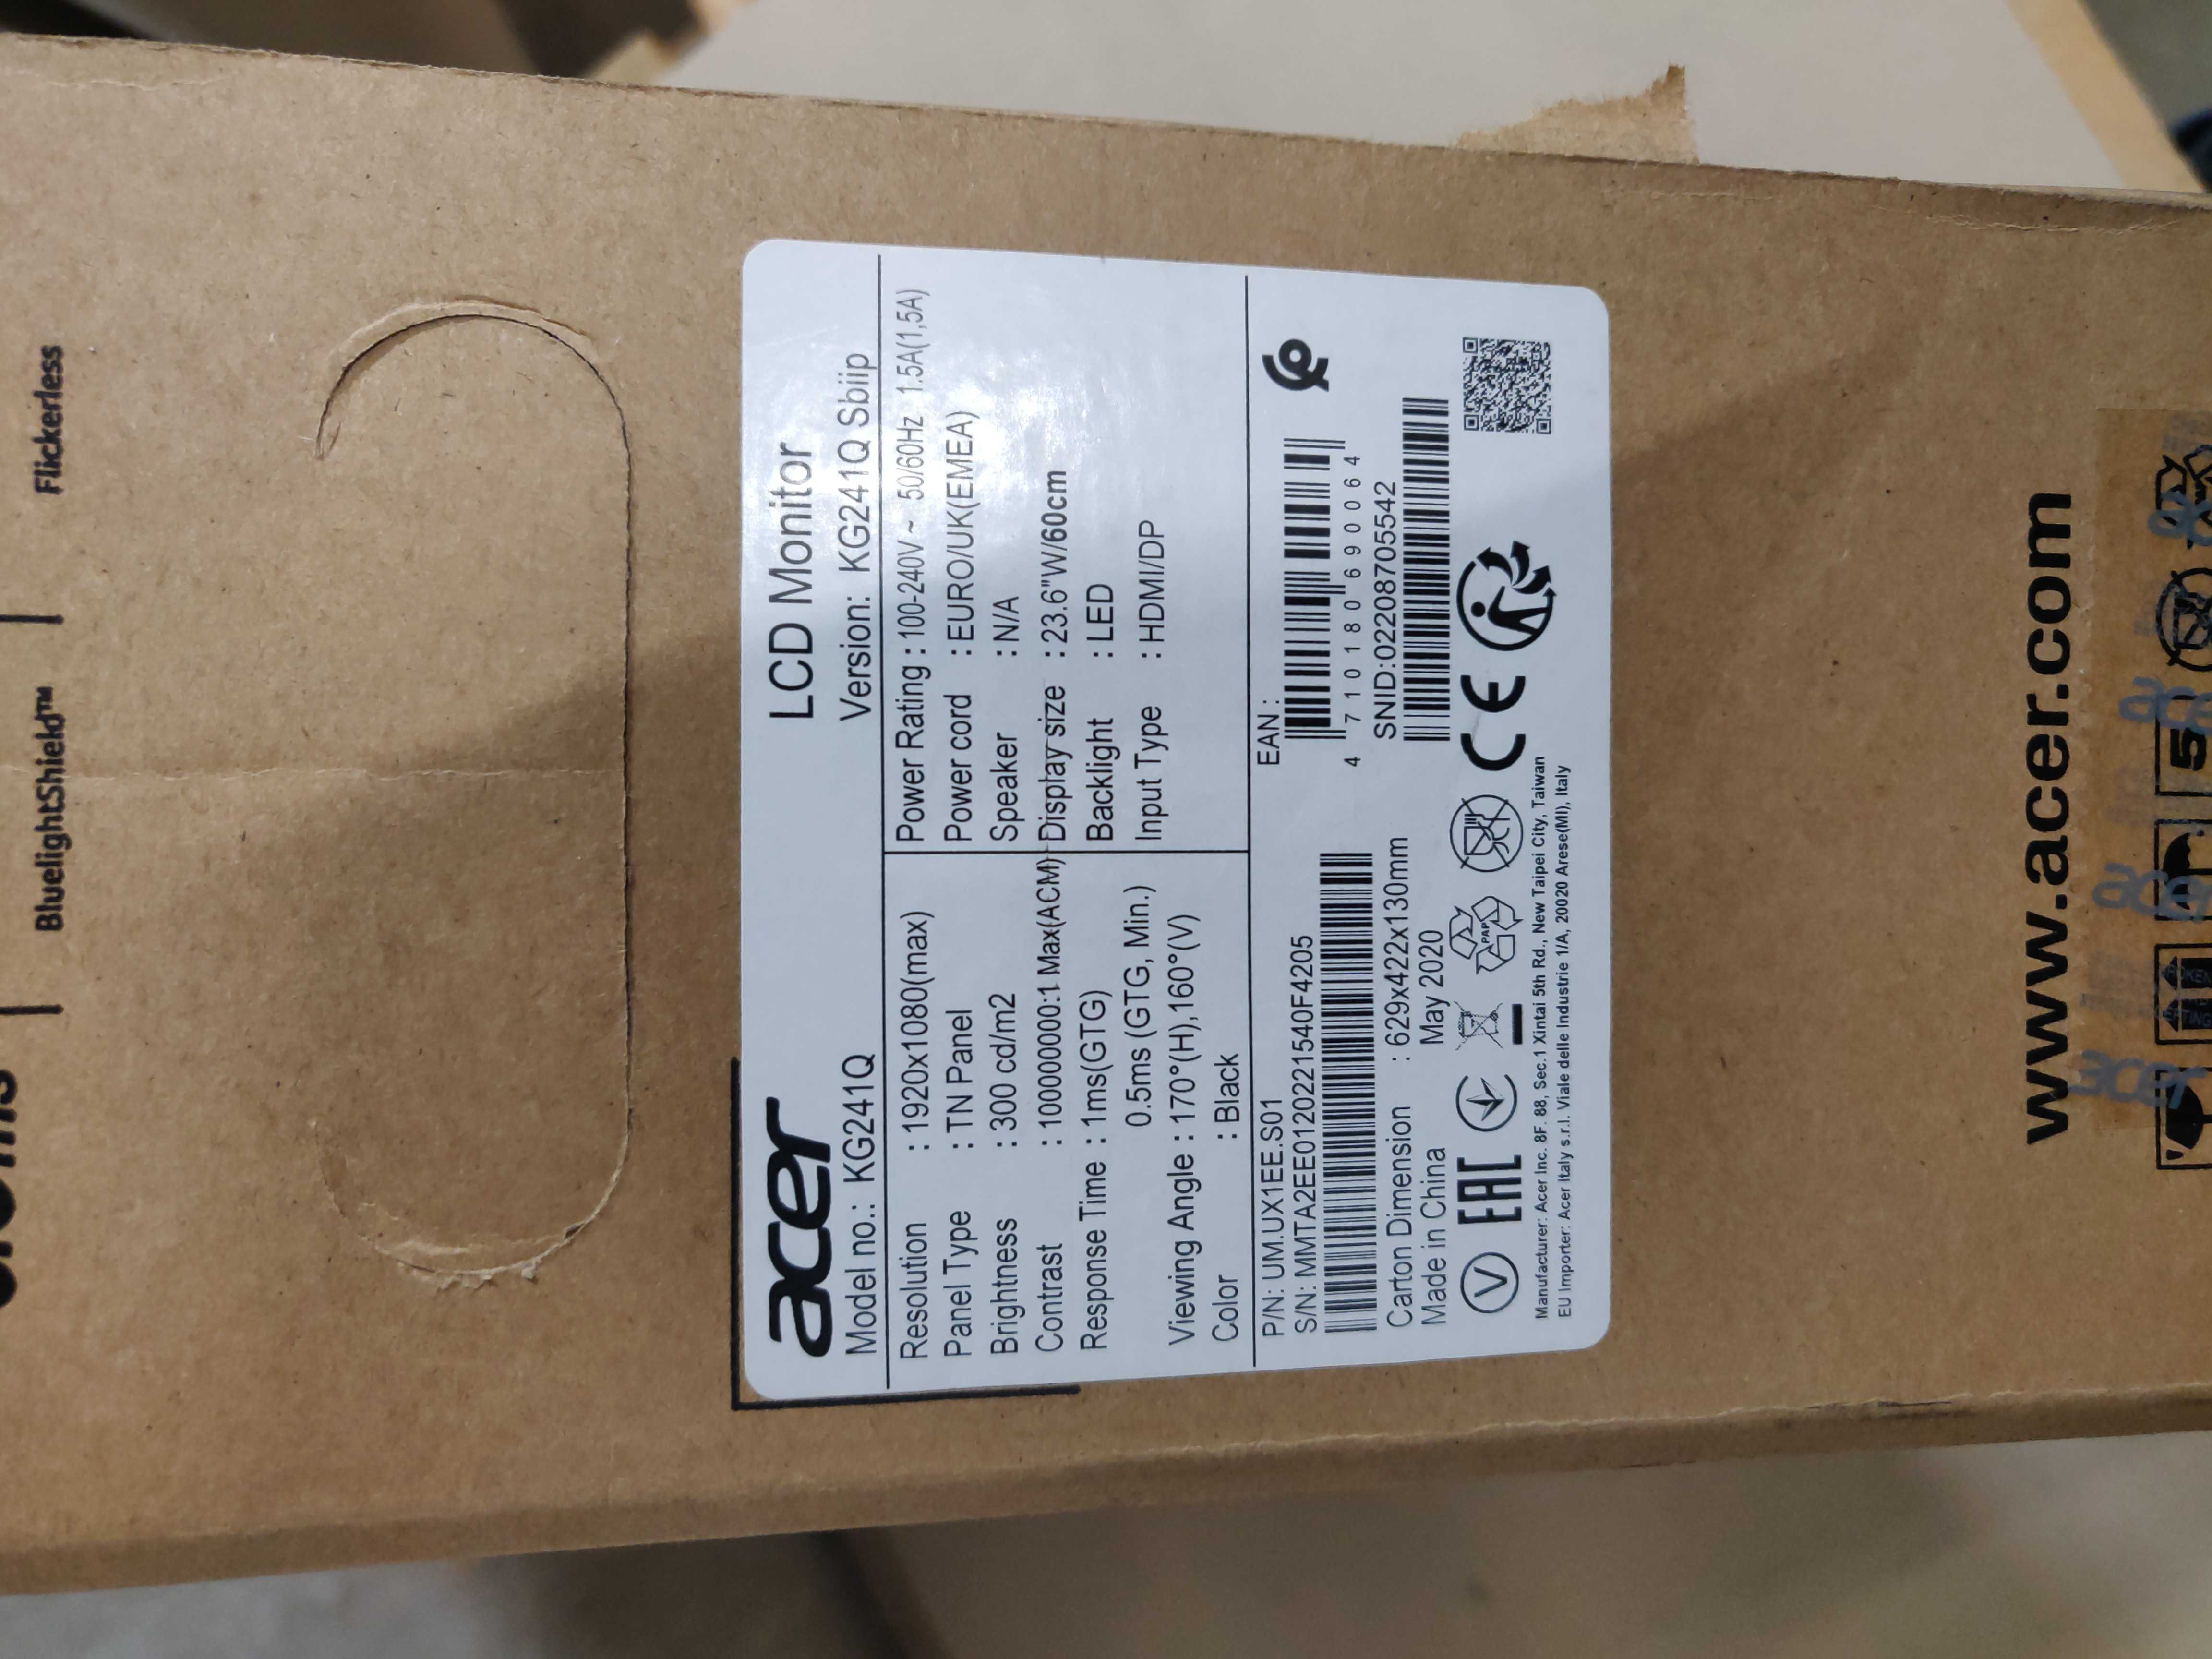 Flickerless
BluelightShield™
acer
LCD Monitor
Model no.: KG241Q
Version: KG241Q Sbiip
Resolution : 1920x1080(max)
Panel Type : TN Panel
Brightness : 300 cd/m2
Contrast : 100000000:1 Max(ACM)
Response Time : 1ms(GTG)
0.5ms (GTG, Min.)
Viewing Angle : 170°(H),160°(V)
Color : Black
Power Rating : 100-240V ~ 50/60Hz 1.5A(1,5A)
Power cord : EURO/UK(EMEA)
Speaker : N/A
Display size : 23.6"W/60cm
Backlight : LED
Input Type : HDMI/DP
P/N: UM.UX1EE.S01
S/N: MMTA2EE0120221540F4205
Carton Dimension : 629x422x130mm
Made in China May 2020
EAN :
4 710180 690064
SNID:02208705542
V EAC PAP CE
Manufacturer: Acer Inc. 8F. 88, Sec.1 Xintai 5th Rd., New Taipei City, Taiwan
EU Importer: Acer Italy s.r.l. Viale delle Industrie 1/A, 20020 Arese(MI), Italy
www.acer.com
acer
5